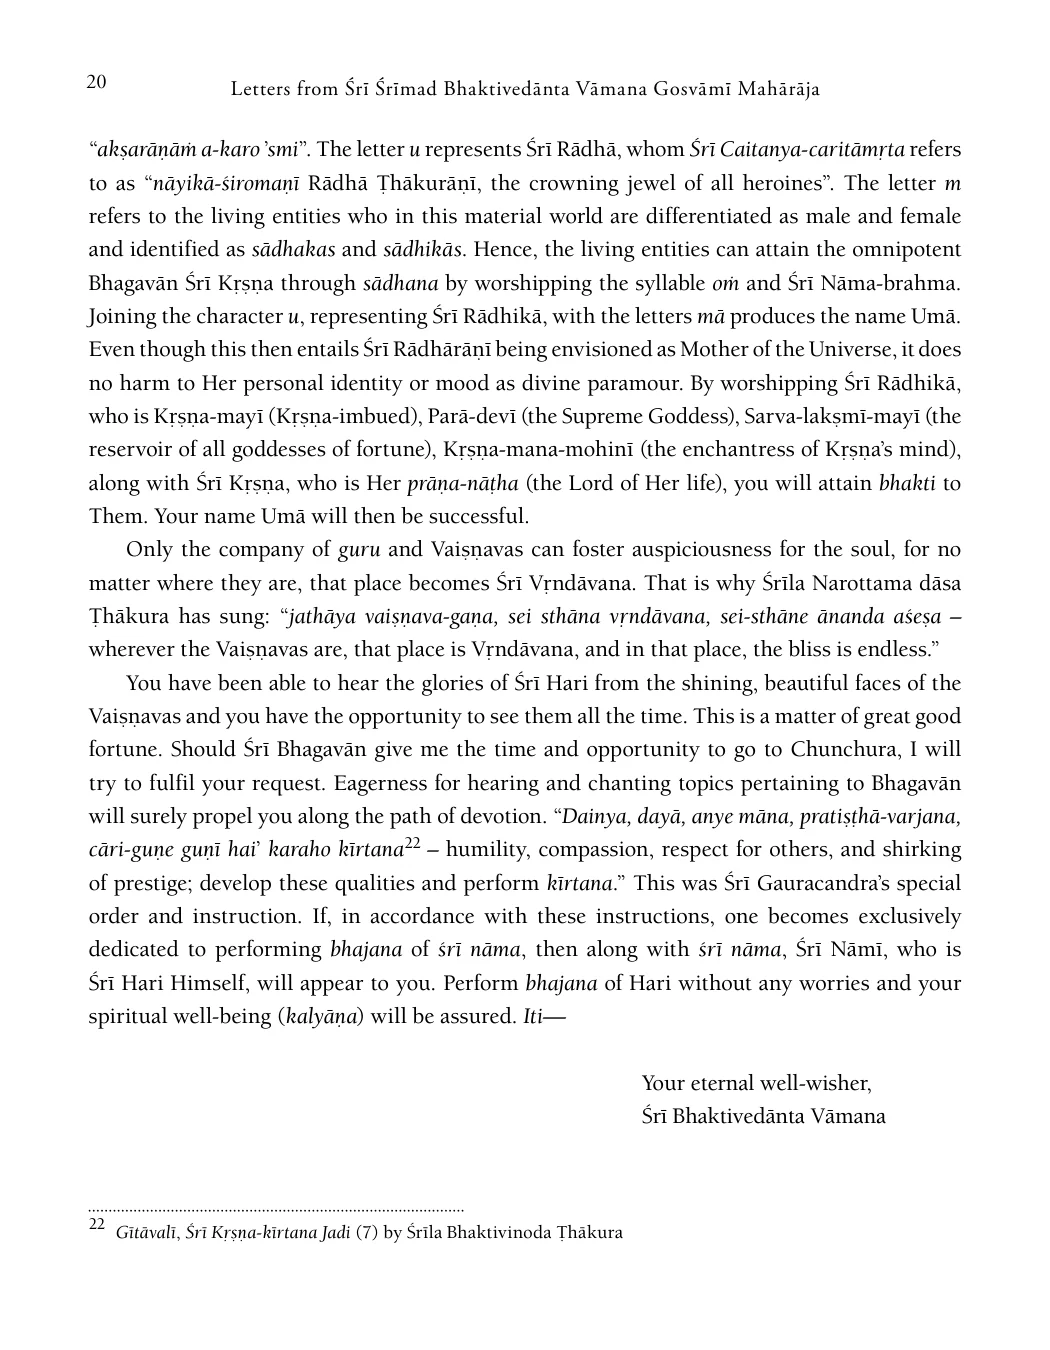 20
Letters from Śrī Śrīmad Bhaktivedānta Vāmana Gosvāmī Mahārāja
“akṣarāṇāṁ a-karo ’smi”. The letter u represents Śrī Rādhā, whom Śrī Caitanya-caritāmṛta refers
to as “nāyikā-śiromaṇī Rādhā Ṭhākurāṇī, the crowning jewel of all heroines”. The letter m
refers to the living entities who in this material world are differentiated as male and female
and identified as sādhakas and sādhikās. Hence, the living entities can attain the omnipotent
Bhagavān Śrī Kṛṣṇa through sādhana by worshipping the syllable oṁ and Śrī Nāma-brahma.
Joining the character u, representing Śrī Rādhikā, with the letters mā produces the name Umā.
Even though this then entails Śrī Rādhārāṇī being envisioned as Mother of the Universe, it does
no harm to Her personal identity or mood as divine paramour. By worshipping Śrī Rādhikā,
who is Kṛṣṇa-mayī (Kṛṣṇa-imbued), Parā-devī (the Supreme Goddess), Sarva-lakṣmī-mayī (the
reservoir of all goddesses of fortune), Kṛṣṇa-mana-mohinī (the enchantress of Kṛṣṇa’s mind),
along with Śrī Kṛṣṇa, who is Her prāṇa-nāṭha (the Lord of Her life), you will attain bhakti to
Them. Your name Umā will then be successful.
Only the company of guru and Vaiṣṇavas can foster auspiciousness for the soul, for no
matter where they are, that place becomes Śrī Vṛndāvana. That is why Śrīla Narottama dāsa
Ṭhākura has sung: “jathāya vaiṣṇava-gaṇa, sei sthāna vṛndāvana, sei-sthāne ānanda aśeṣa –
wherever the Vaiṣṇavas are, that place is Vṛndāvana, and in that place, the bliss is endless.”
You have been able to hear the glories of Śrī Hari from the shining, beautiful faces of the
Vaiṣṇavas and you have the opportunity to see them all the time. This is a matter of great good
fortune. Should Śrī Bhagavān give me the time and opportunity to go to Chunchura, I will
try to fulfil your request. Eagerness for hearing and chanting topics pertaining to Bhagavān
will surely propel you along the path of devotion. “Dainya, dayā, anye māna, pratiṣṭhā-varjana,
cāri-guṇe guṇī hai’ karaho kīrtana22 – humility, compassion, respect for others, and shirking
of prestige; develop these qualities and perform kīrtana.” This was Śrī Gauracandra’s special
order and instruction. If, in accordance with these instructions, one becomes exclusively
dedicated to performing bhajana of śrī nāma, then along with śrī nāma, Śrī Nāmī, who is
Śrī Hari Himself, will appear to you. Perform bhajana of Hari without any worries and your
spiritual well-being (kalyāṇa) will be assured. Iti—
Your eternal well-wisher,
Śrī Bhaktivedānta Vāmana
22 Gītāvalī, Śrī Kṛṣṇa-kīrtana Jadi (7) by Śrīla Bhaktivinoda Ṭhākura